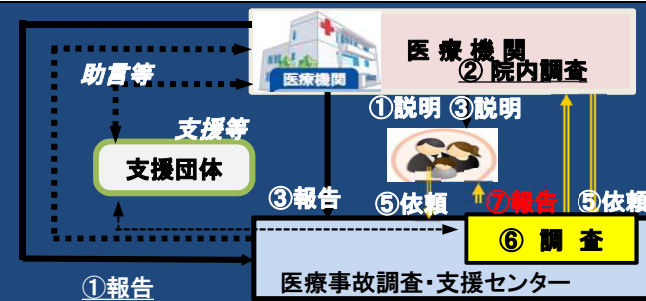 医療機関
② 院内調査
医療機関
助言等
①説明 ③説明
支援等
支援団体
③報告
⑤依頼
⑦報告
⑤依頼
⑥ 調 査
医療事故調査・支援センター
①報告